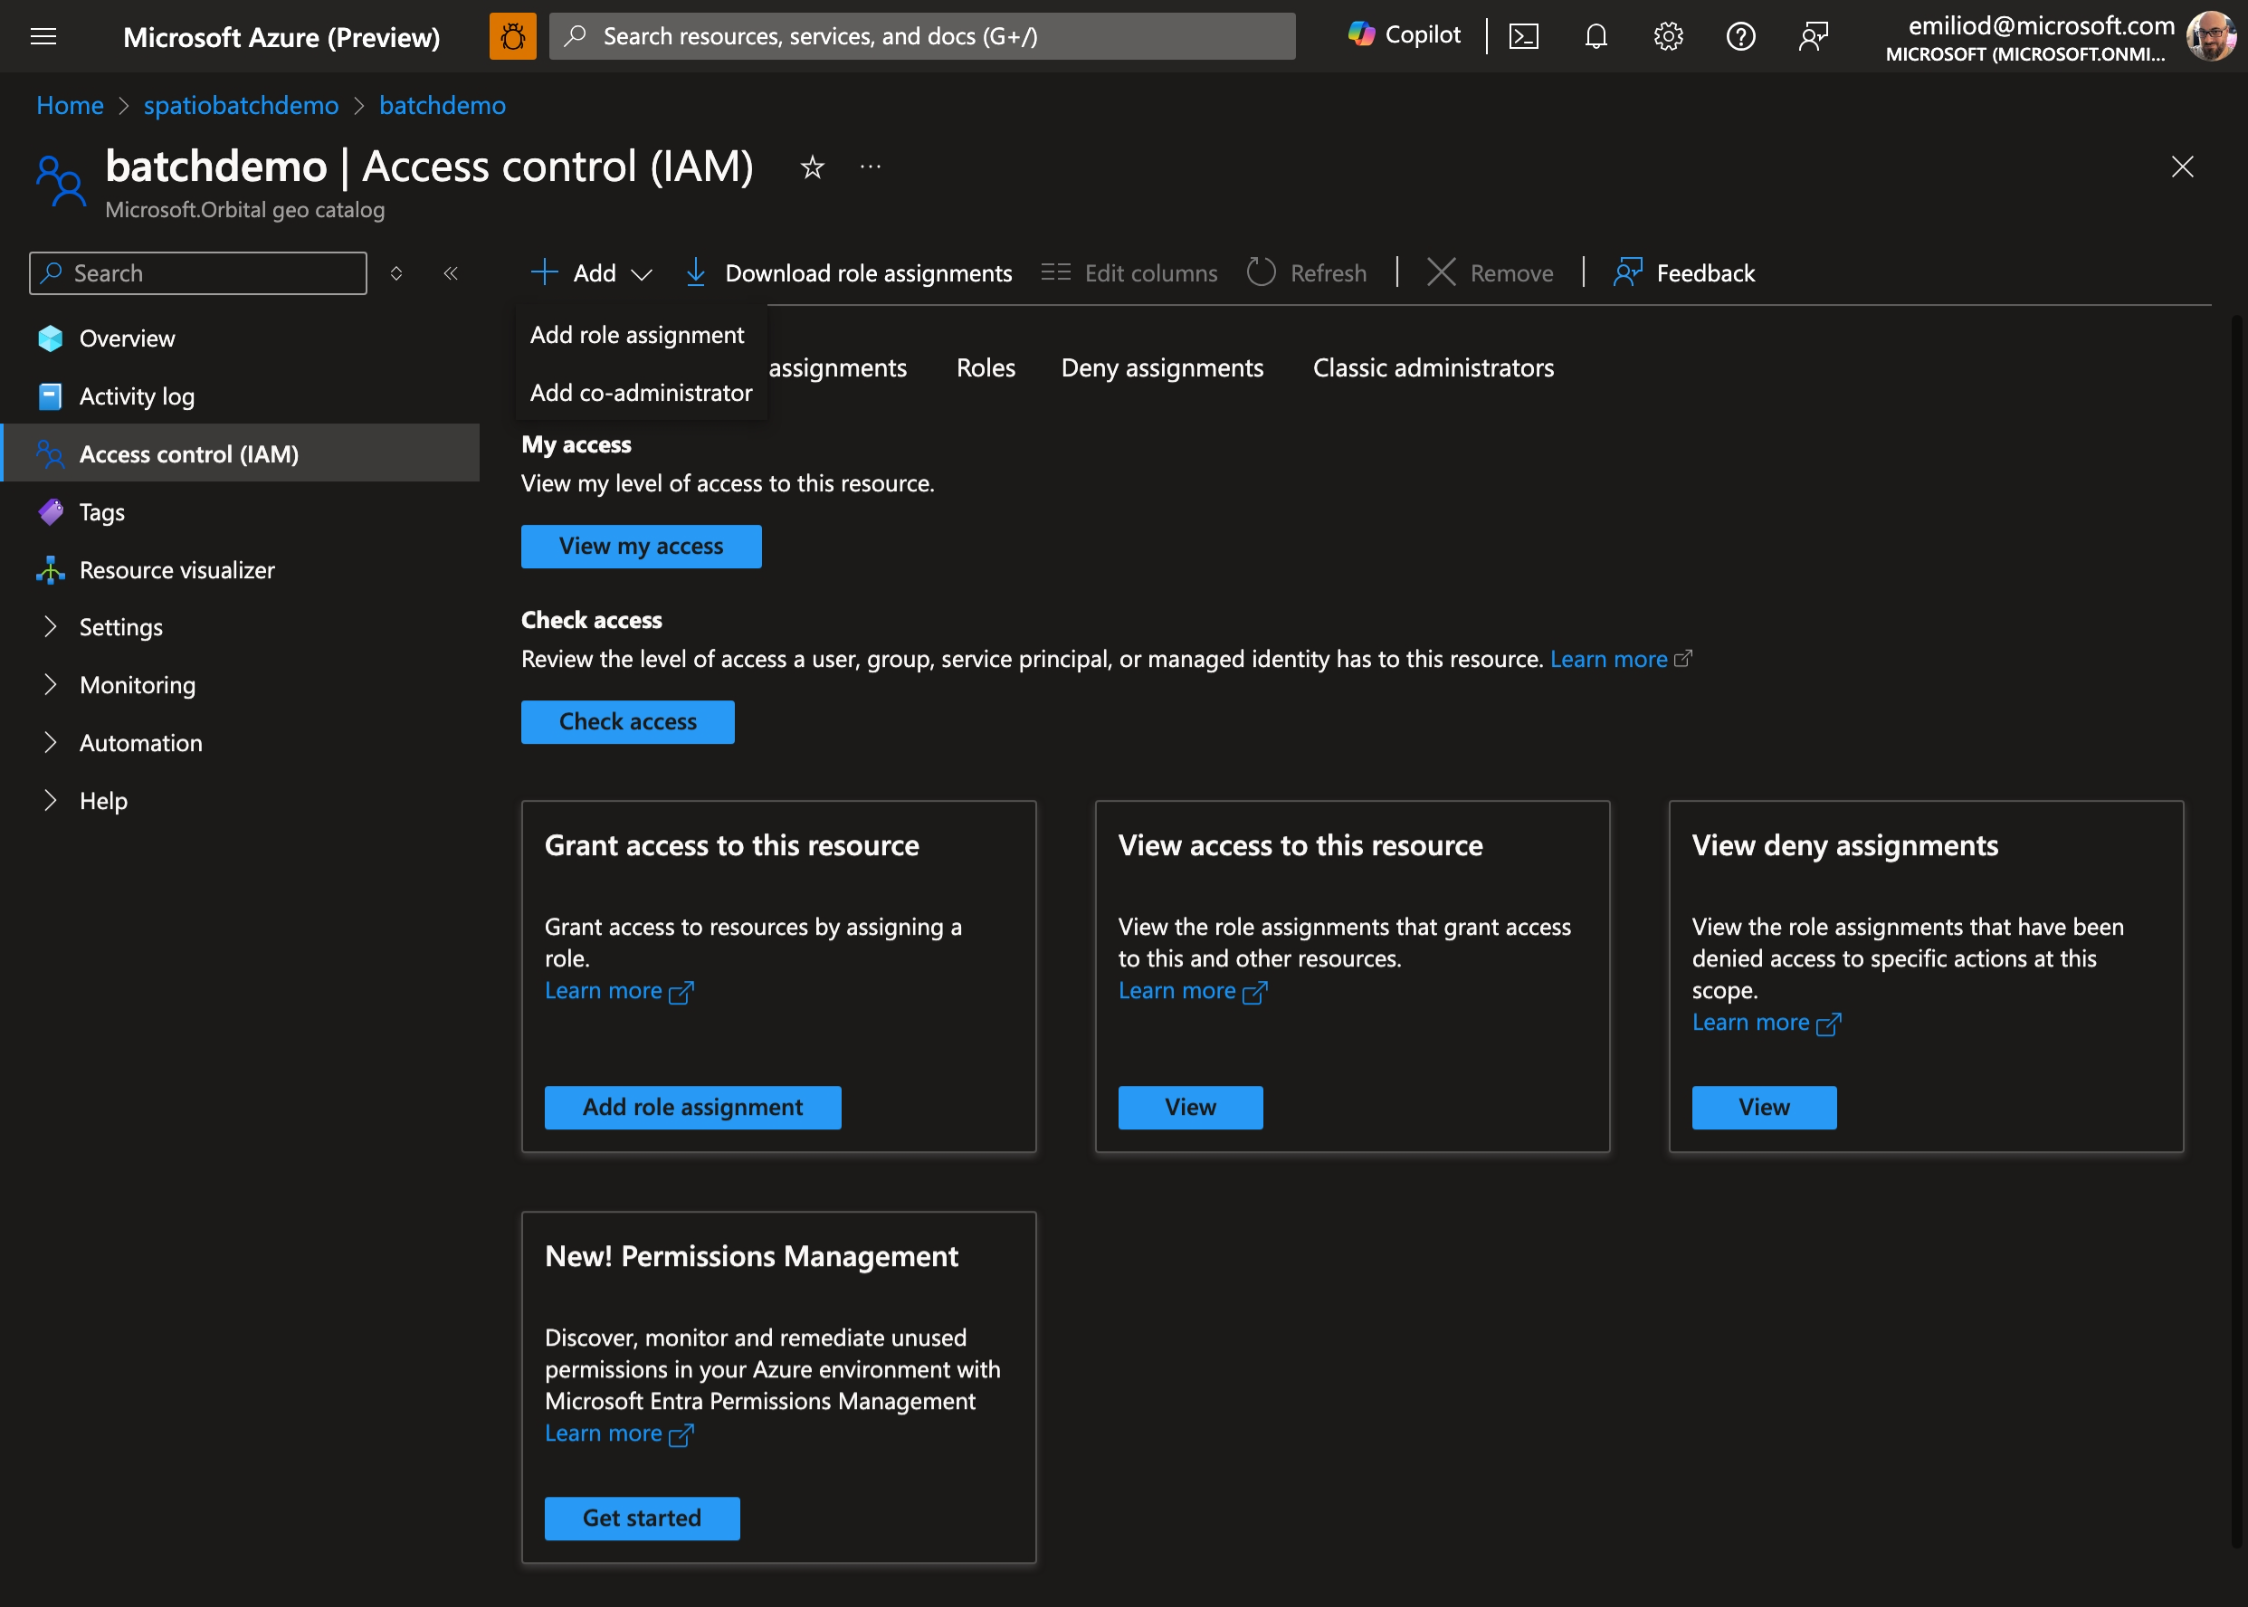 Microsoft Azure (Preview)
Search resources, services, and docs (G+/)
Copilot
emiliod@microsoft.com
MICROSOFT (MICROSOFT.ONMI...
Home > spatiobatchdemo > batchdemo
batchdemo | Access control (IAM)
...
Microsoft.Orbital geo catalog
Search
Overview
Activity log
Access control (IAM)
Tags
Resource visualizer
Settings
Monitoring
Automation
Help
Add
Download role assignments
Edit columns
Refresh
Remove
Feedback
Add role assignment
Add co-administrator
assignments
Roles
Deny assignments
Classic administrators
My access
View my level of access to this resource.
View my access
Check access
Review the level of access a user, group, service principal, or managed identity has to this resource. Learn more
Check access
Grant access to this resource
Grant access to resources by assigning a
role.
Learn more
Add role assignment
View access to this resource
View the role assignments that grant access
to this and other resources.
Learn more
View
View deny assignments
View the role assignments that have been
denied access to specific actions at this
scope.
Learn more
View
New! Permissions Management
Discover, monitor and remediate unused
permissions in your Azure environment with
Microsoft Entra Permissions Management
Learn more
Get started